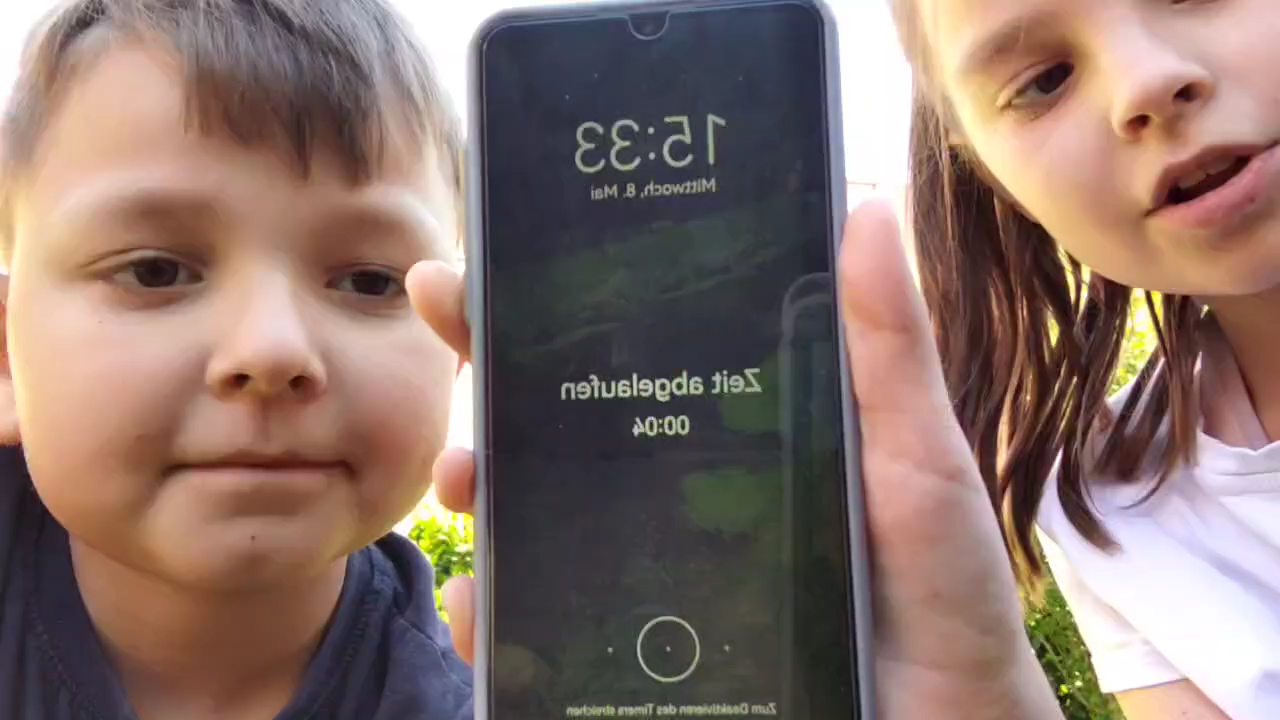 15:33
Mittwoch, 8. Mai
Zeit abgelaufen
00:04
Zum Deaktivieren des Timers streichen